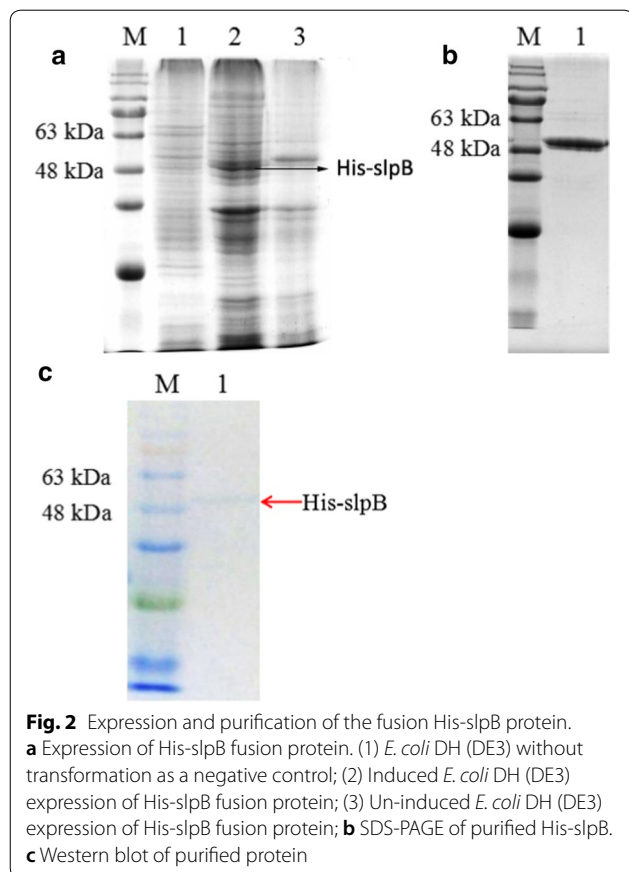 a
M 1 2 3
63 kDa
48 kDa
His-slpB
b
M 1
63 kDa
48 kDa
c
M 1
63 kDa
48 kDa
His-slpB
Fig. 2 Expression and purification of the fusion His-slpB protein.
a Expression of His-slpB fusion protein. (1) E. coli DH (DE3) without
transformation as a negative control; (2) Induced E. coli DH (DE3)
expression of His-slpB fusion protein; (3) Un-induced E. coli DH (DE3)
expression of His-slpB fusion protein; b SDS-PAGE of purified His-slpB.
c Western blot of purified protein